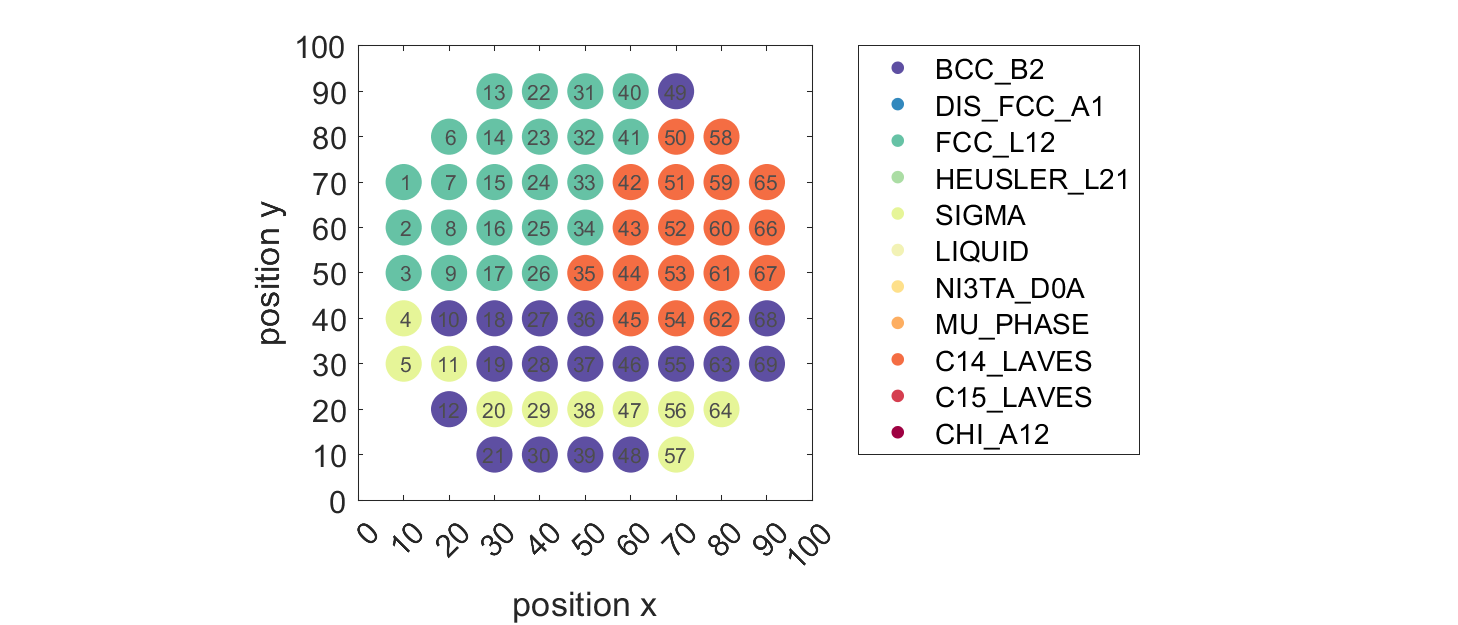 100
90
80
70
60
50
40
30
20
10
0
position y
13 22 31 40 49
6 14 23 32 41 50 58
1 7 15 24 33 42 51 59 65
2 8 16 25 34 43 52 60 66
3 9 17 26 35 44 53 61 67
4 10 18 27 36 45 54 62 68
5 11 19 28 37 46 55 63 69
12 20 29 38 47 56 64
21 30 39 48 57
0 10 20 30 40 50 60 70 80 90 100
position x
BCC_B2
DIS_FCC_A1
FCC_L12
HEUSLER_L21
SIGMA
LIQUID
NI3TA_D0A
MU_PHASE
C14_LAVES
C15_LAVES
CHI_A12